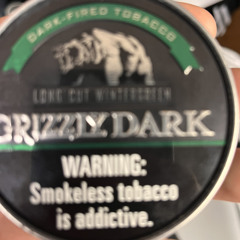 DARK-FIRED TOBACCO
LONG CUT WINTERGREEN
GRIZZLY DARK
WARNING:
Smokeless tobacco
is addictive.